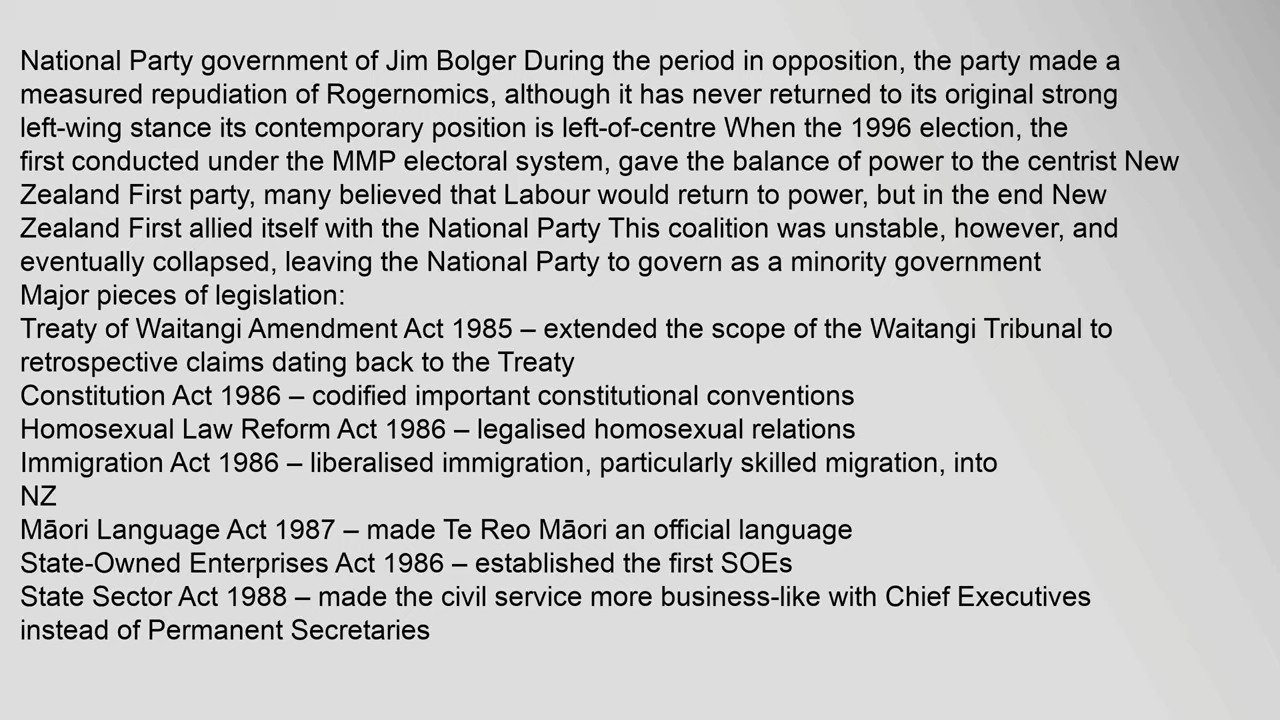 National Party government of Jim Bolger During the period in opposition, the party made a
measured repudiation of Rogernomics, although it has never returned to its original strong
left-wing stance its contemporary position is left-of-centre When the 1996 election, the
first conducted under the MMP electoral system, gave the balance of power to the centrist New
Zealand First party, many believed that Labour would return to power, but in the end New
Zealand First allied itself with the National Party This coalition was unstable, however, and
eventually collapsed, leaving the National Party to govern as a minority government
Major pieces of legislation:
Treaty of Waitangi Amendment Act 1985 – extended the scope of the Waitangi Tribunal to
retrospective claims dating back to the Treaty
Constitution Act 1986 – codified important constitutional conventions
Homosexual Law Reform Act 1986 – legalised homosexual relations
Immigration Act 1986 – liberalised immigration, particularly skilled migration, into
NZ
Māori Language Act 1987 – made Te Reo Māori an official language
State-Owned Enterprises Act 1986 – established the first SOEs
State Sector Act 1988 – made the civil service more business-like with Chief Executives
instead of Permanent Secretaries